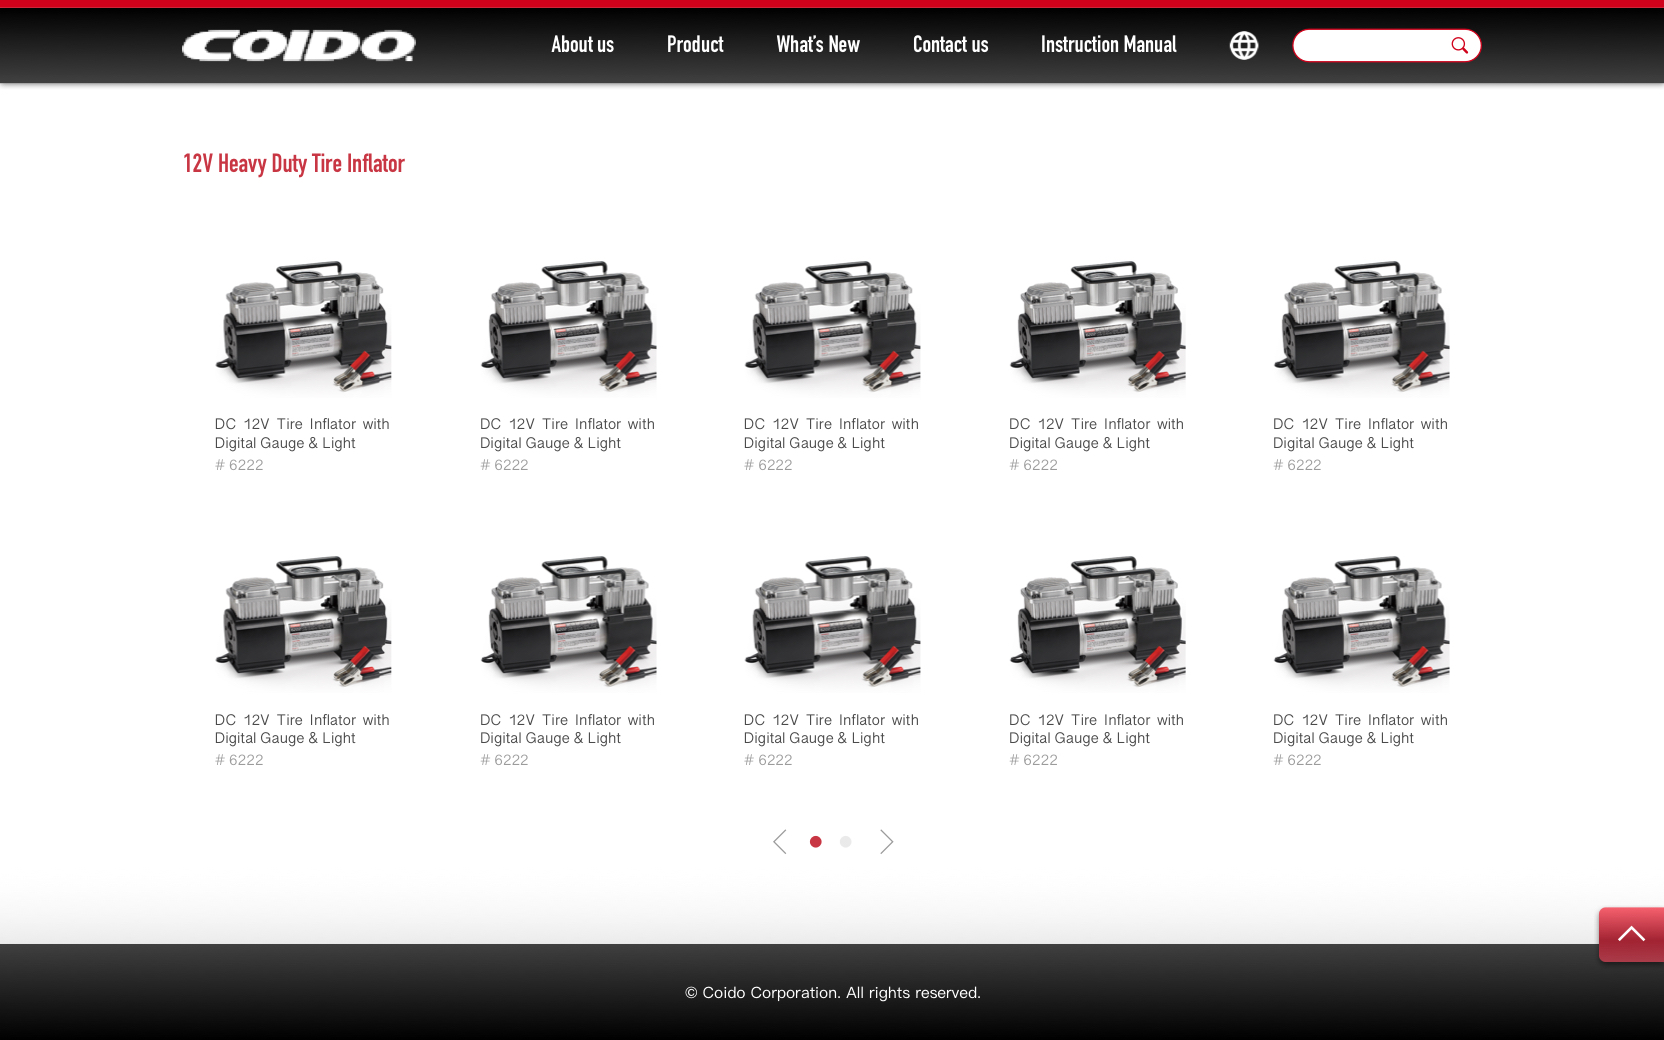 COIDO.
About us
Product
What's New
Contact us
Instruction Manual
12V Heavy Duty Tire Inflator
DC 12V Tire Inflator with
Digital Gauge & Light
# 6222
DC 12V Tire Inflator with
Digital Gauge & Light
# 6222
DC 12V Tire Inflator with
Digital Gauge & Light
# 6222
DC 12V Tire Inflator with
Digital Gauge & Light
# 6222
DC 12V Tire Inflator with
Digital Gauge & Light
# 6222
DC 12V Tire Inflator with
Digital Gauge & Light
# 6222
DC 12V Tire Inflator with
Digital Gauge & Light
# 6222
DC 12V Tire Inflator with
Digital Gauge & Light
# 6222
DC 12V Tire Inflator with
Digital Gauge & Light
# 6222
DC 12V Tire Inflator with
Digital Gauge & Light
# 6222
© Coido Corporation. All rights reserved.